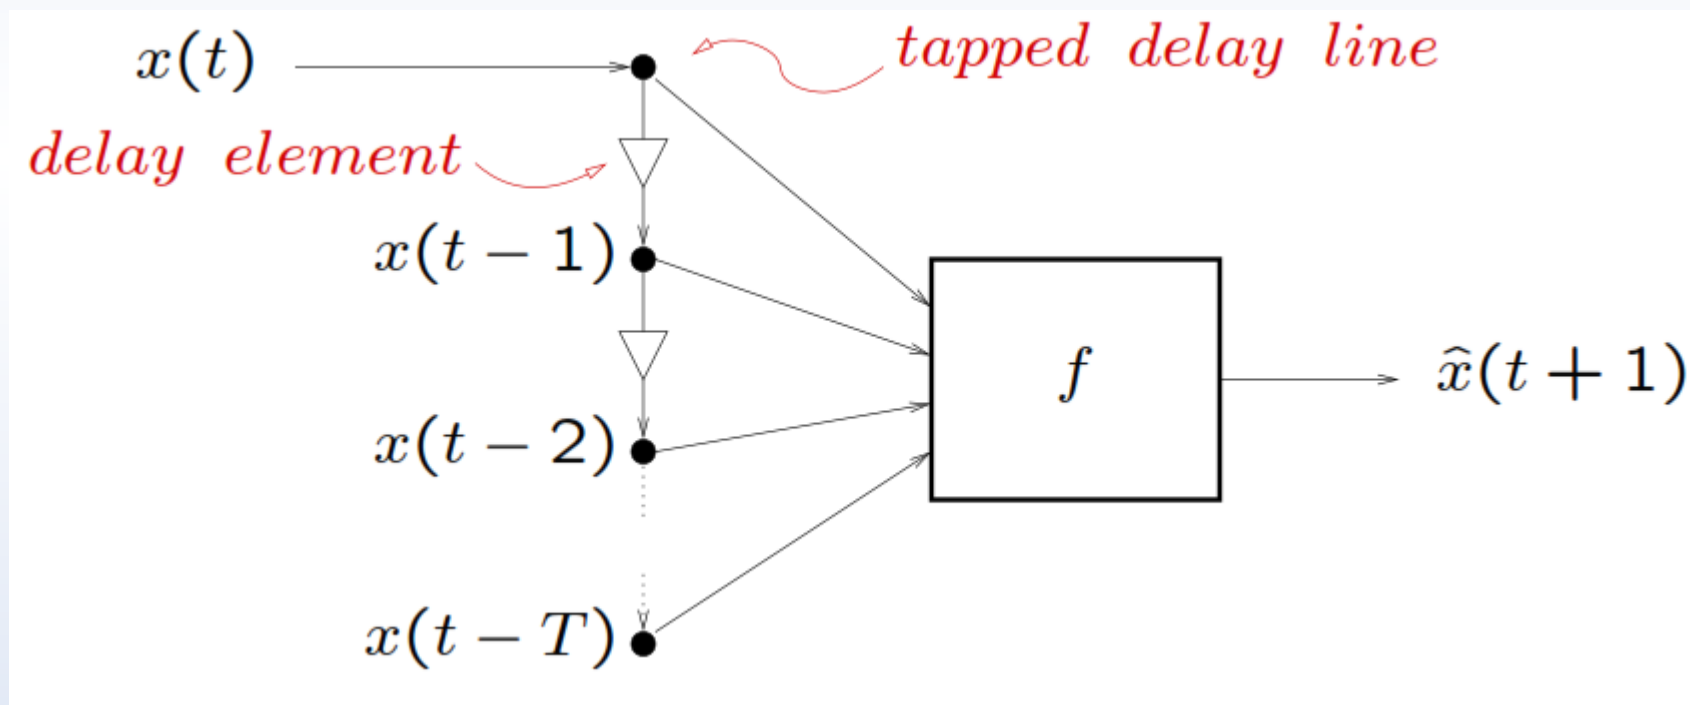 x(t)
tapped delay line
delay element
x(t − 1)
f
x̂(t + 1)
x(t − 2)
x(t − T)